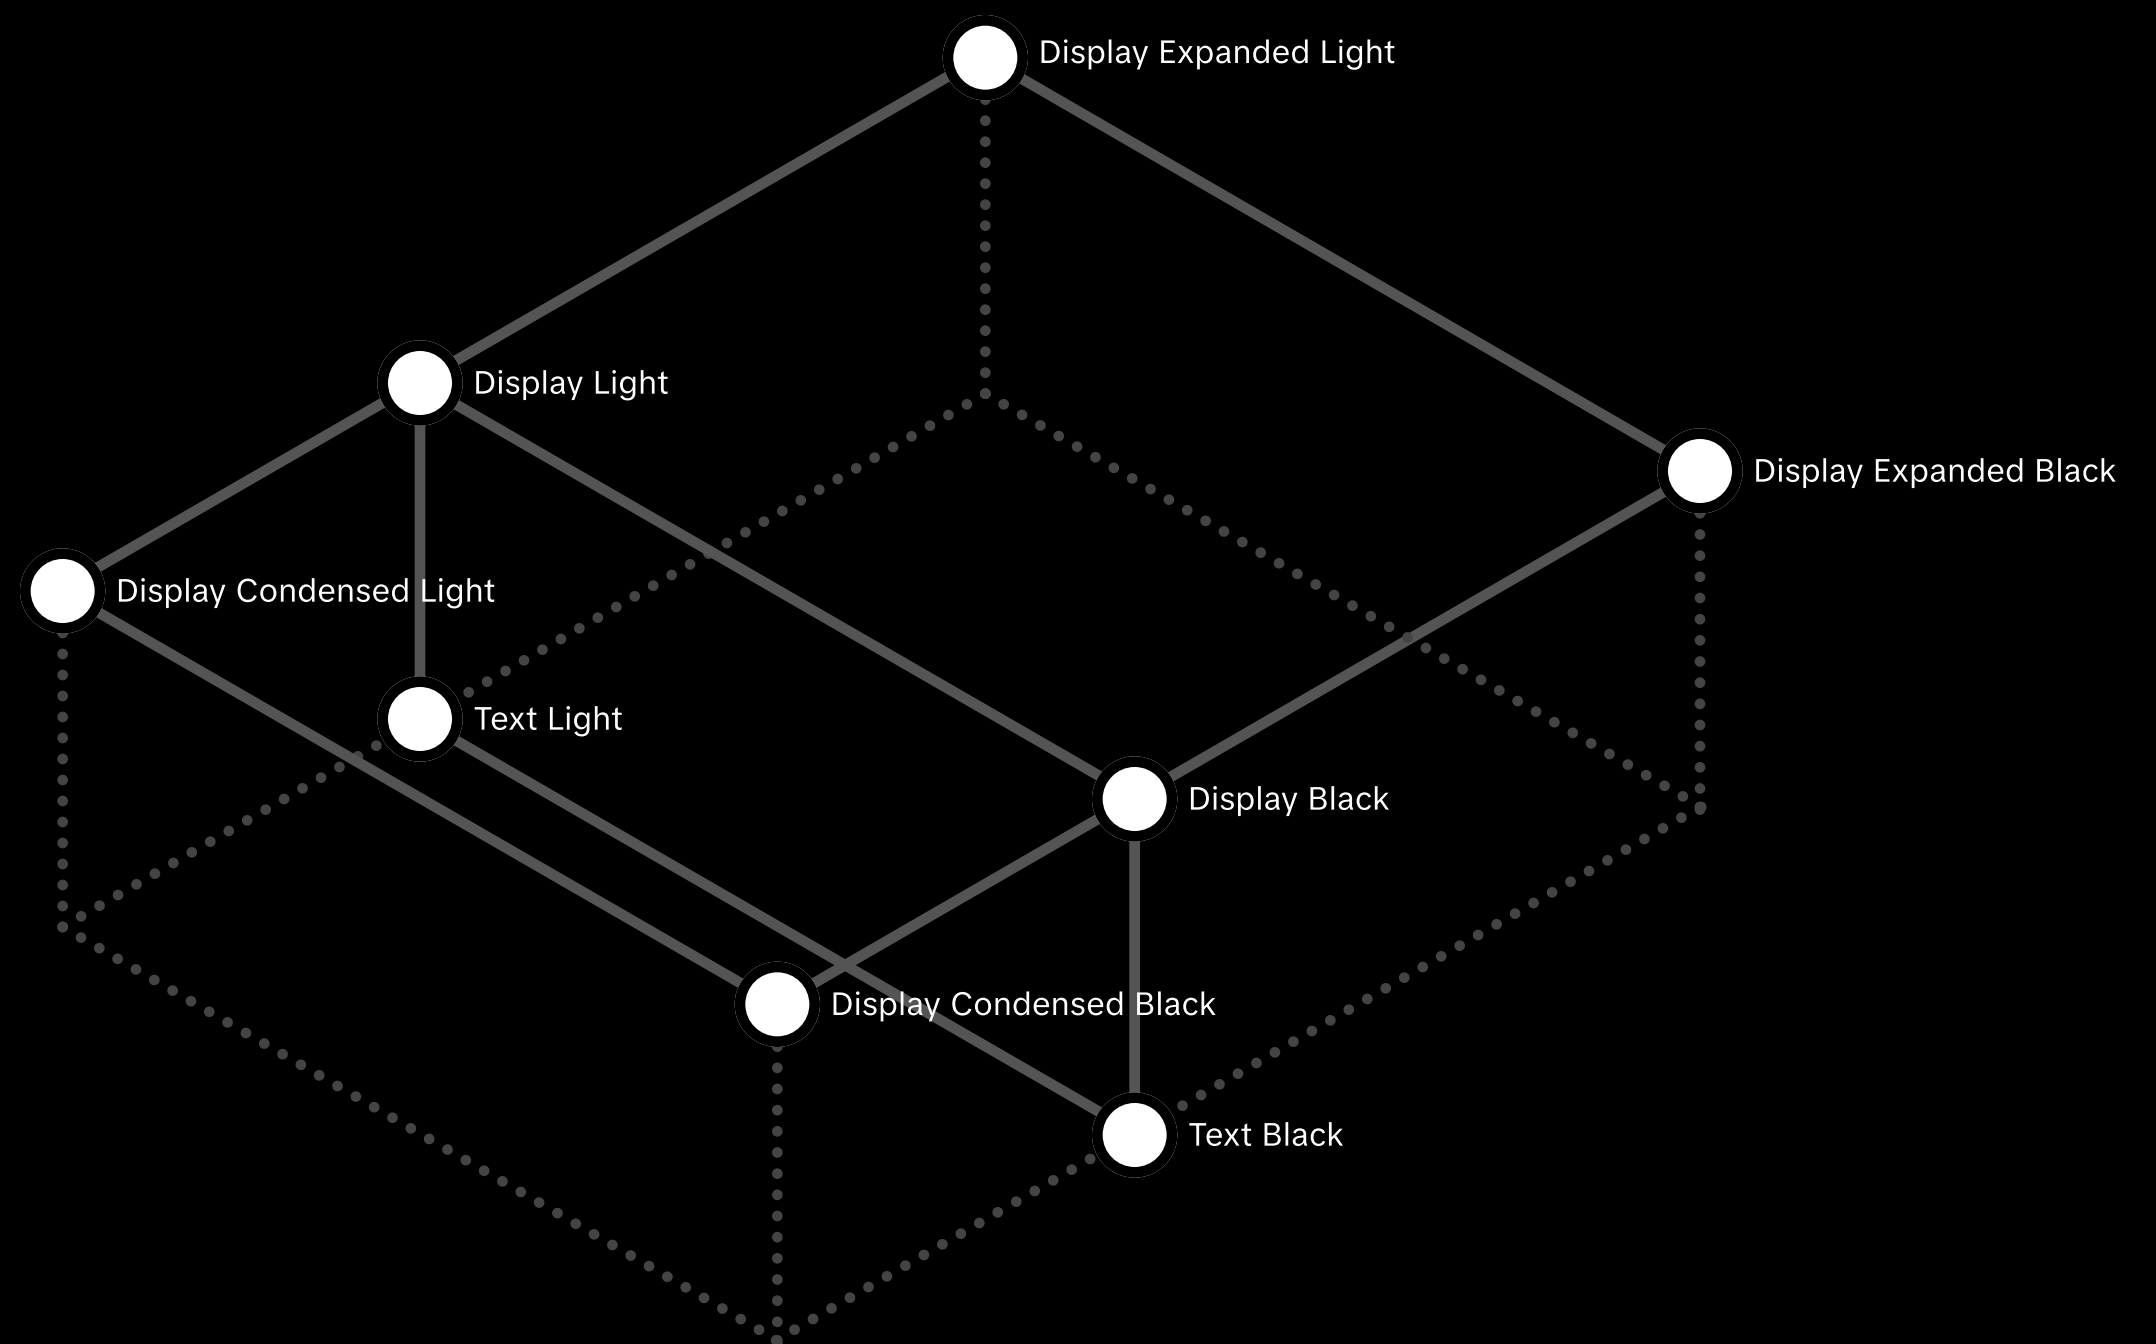 Display Expanded Light
Display Light
Display Expanded Black
Display Condensed Light
Text Light
Display Black
Display Condensed Black
Text Black